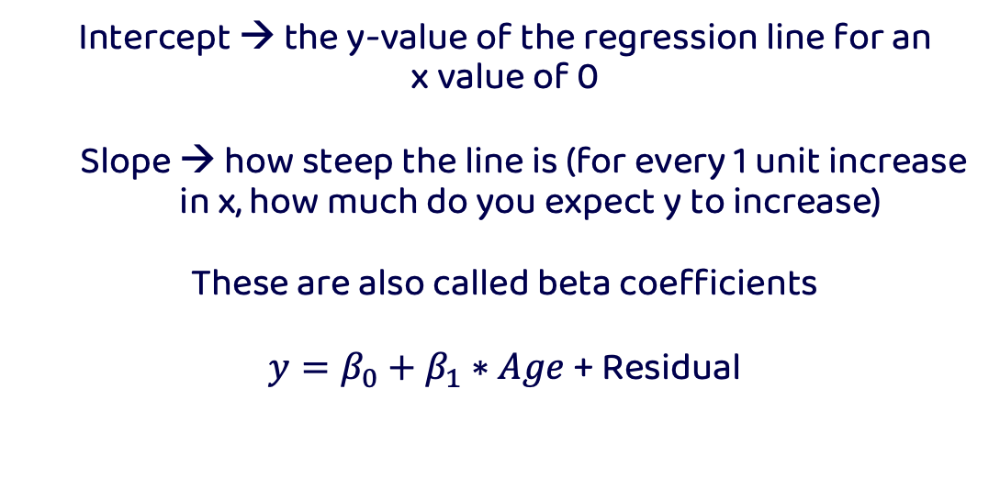 Intercept → the y-value of the regression line for an
x value of 0
Slope → how steep the line is (for every 1 unit increase
in x, how much do you expect y to increase)
These are also called beta coefficients
y = β₀ + β₁ * Age + Residual